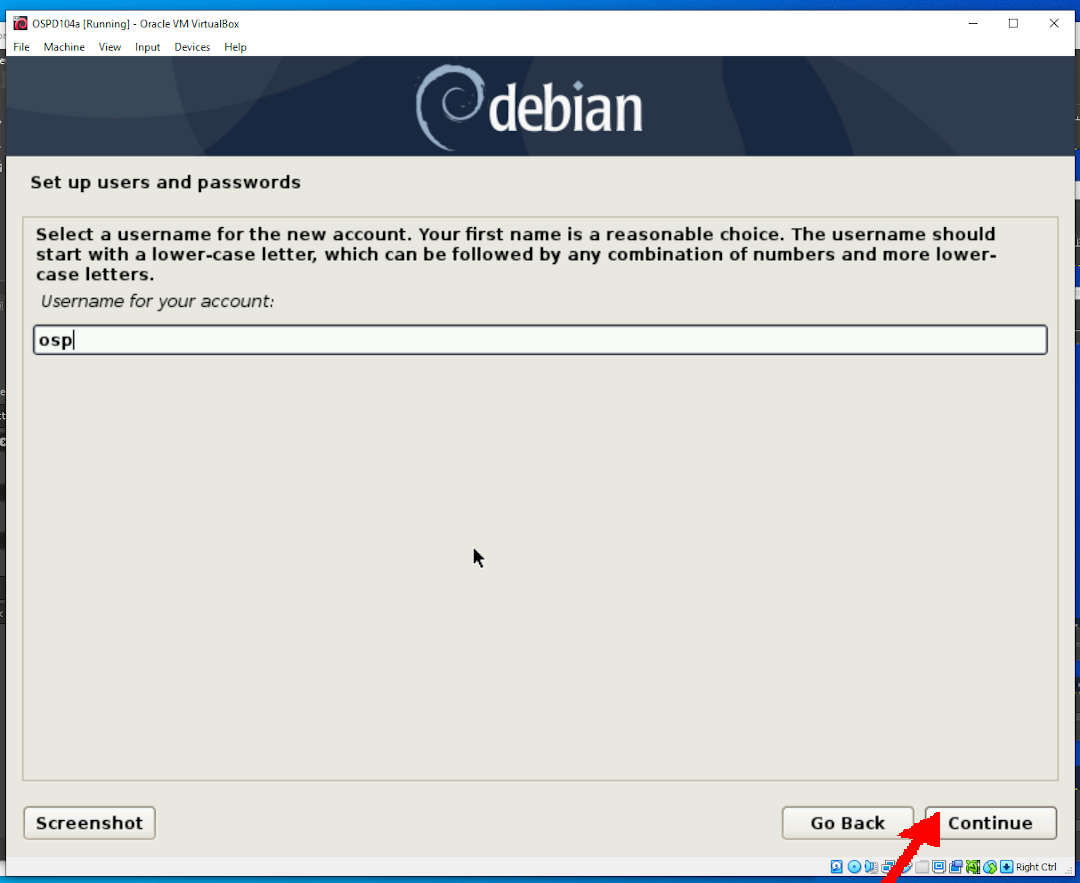 OSPD104a [Running] - Oracle VM VirtualBox
File Machine View Input Devices Help
debian
Set up users and passwords
Select a username for the new account. Your first name is a reasonable choice. The username should
start with a lower-case letter, which can be followed by any combination of numbers and more lower-
case letters.
Username for your account:
osp
Screenshot
Go Back
Continue
Right Ctrl